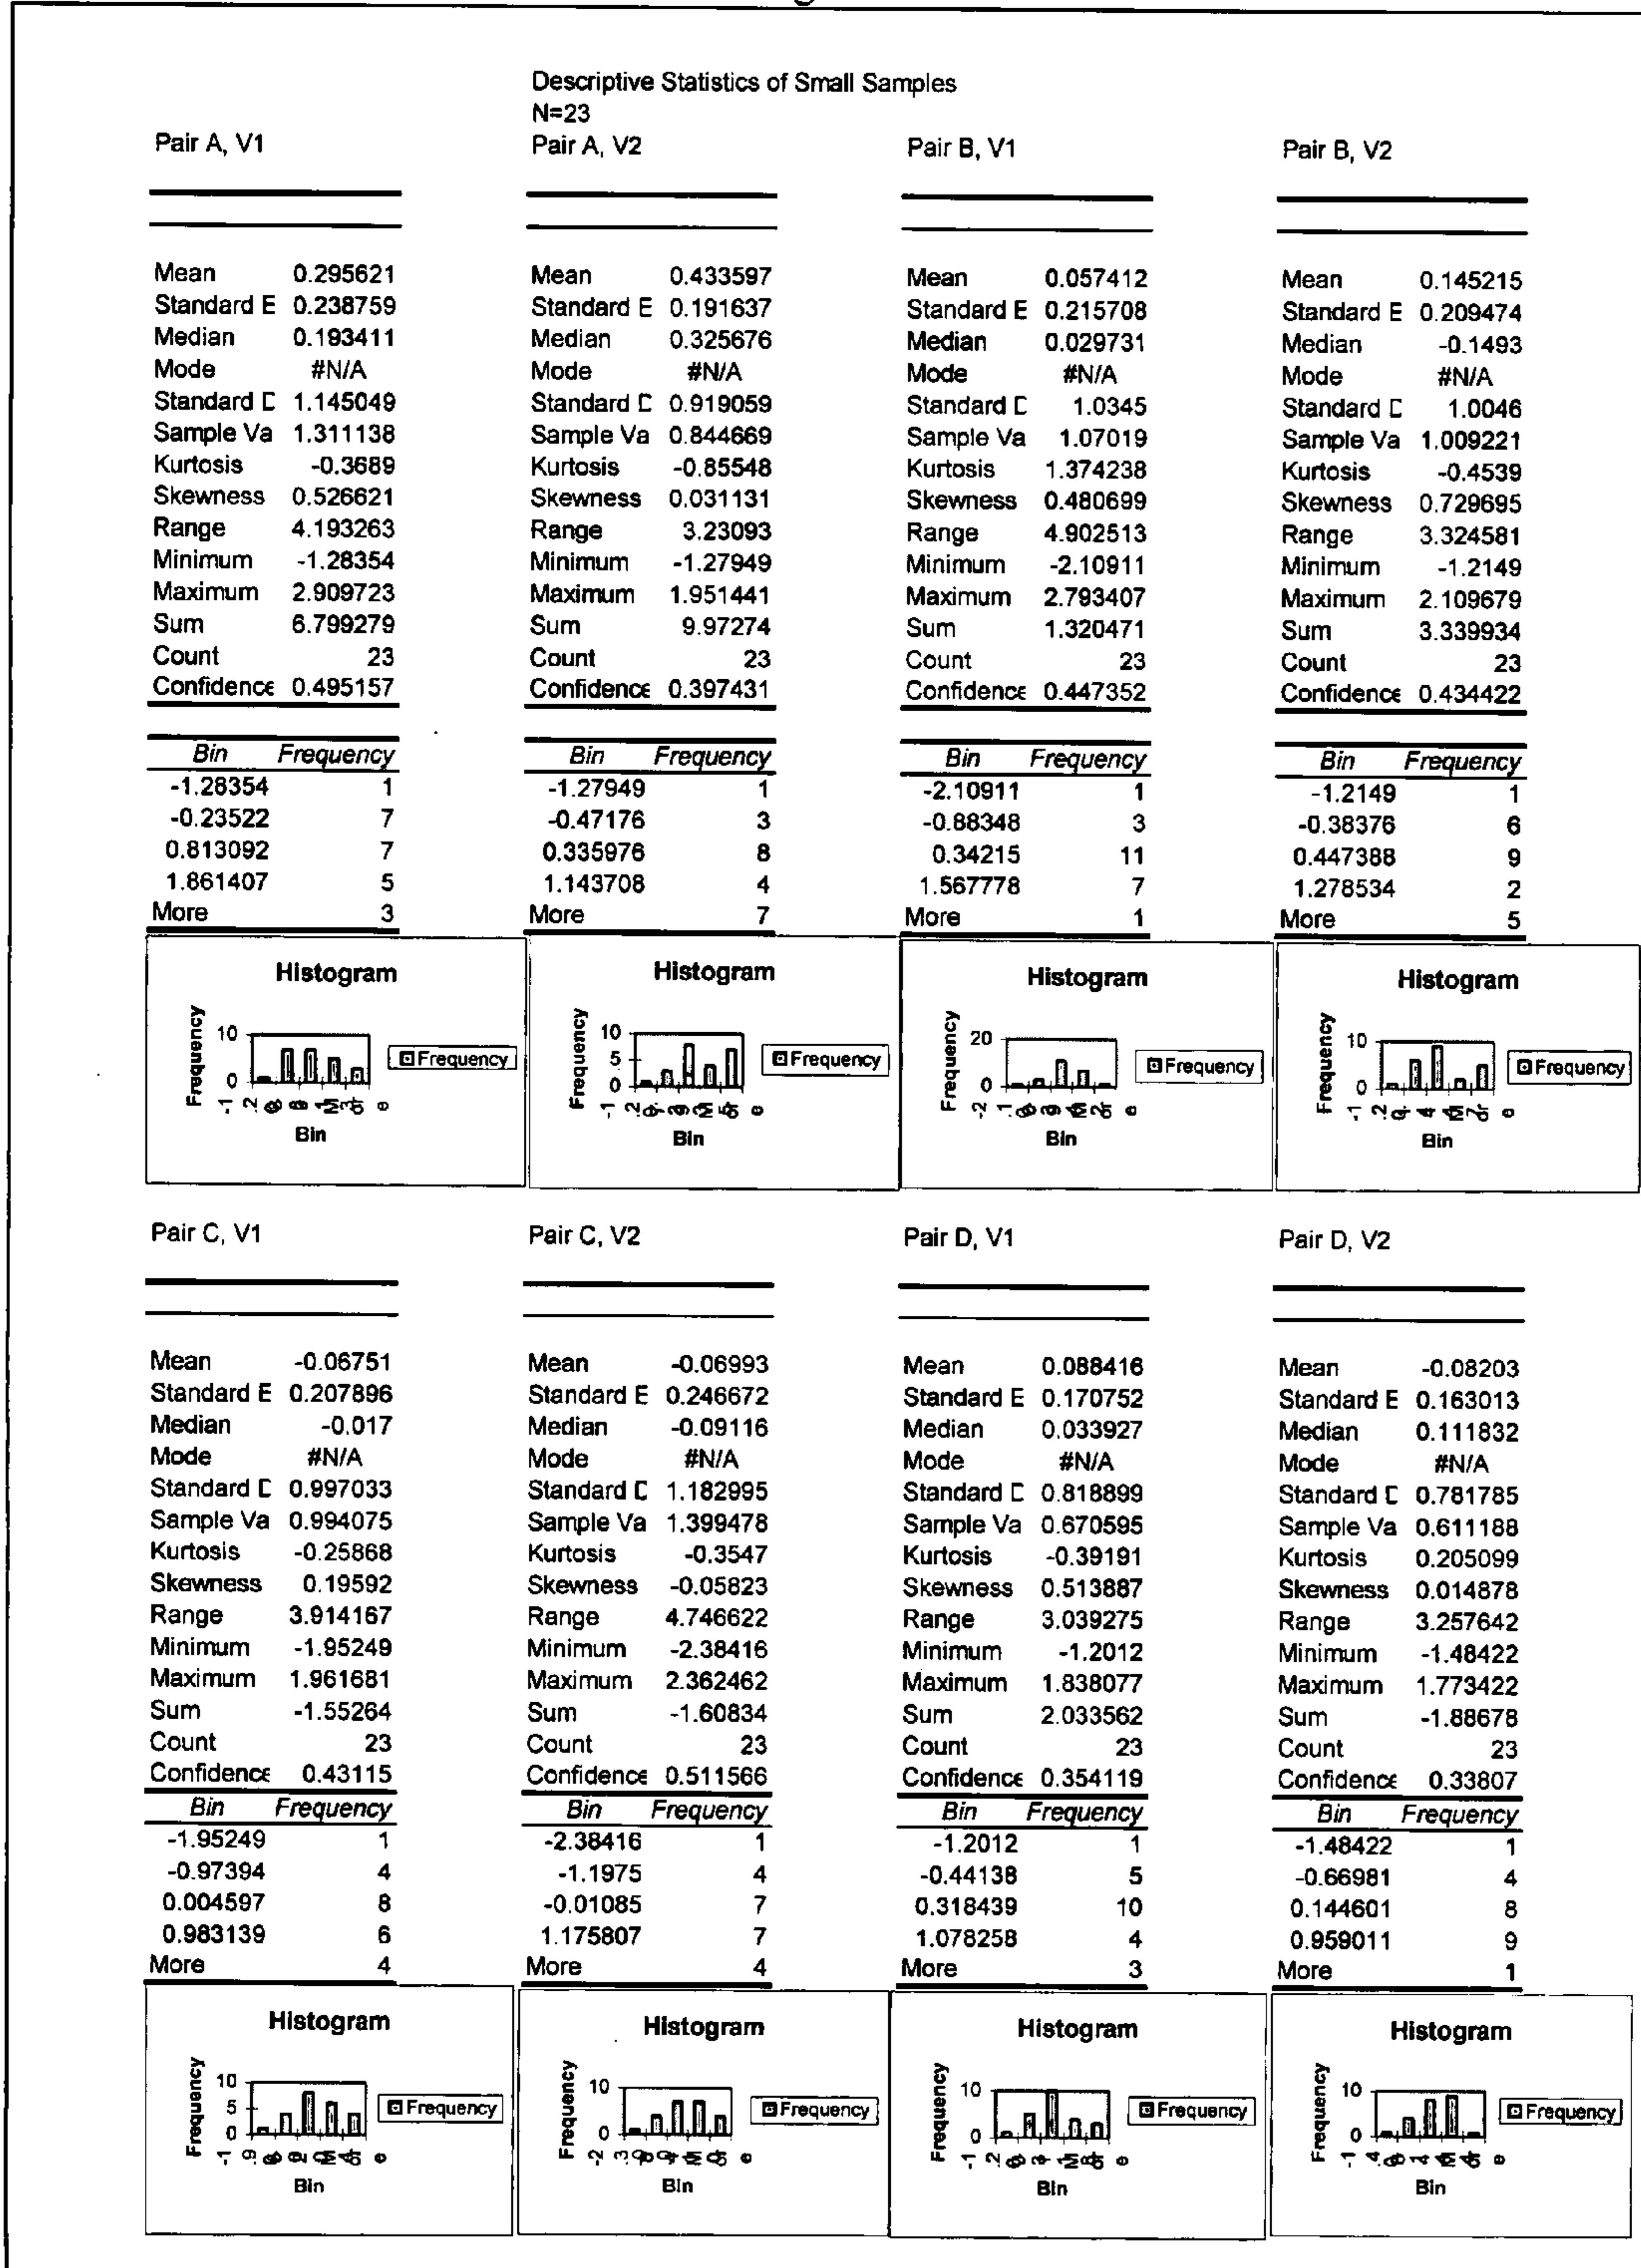 Descriptive Statistics of Small Samples
N=23
Pair A, V1 Pair A, V2 Pair B, V1 Pair B, V2
Mean 0.295621 Mean 0.433597 Mean 0.057412 Mean 0.145215
Standard E 0.238759 Standard E 0.191637 Standard E 0.215708 Standard E 0.209474
Median 0.193411 Median 0.325676 Median 0.029731 Median -0.1493
Mode #N/A Mode #N/A Mode #N/A Mode #N/A
Standard D 1.145049 Standard D 0.919059 Standard D 1.0345 Standard D 1.0046
Sample Va 1.311138 Sample Va 0.844669 Sample Va 1.07019 Sample Va 1.009221
Kurtosis -0.3689 Kurtosis -0.85548 Kurtosis 1.374238 Kurtosis -0.4539
Skewness 0.526621 Skewness 0.031131 Skewness 0.480699 Skewness 0.729695
Range 4.193263 Range 3.23093 Range 4.902513 Range 3.324581
Minimum -1.28354 Minimum -1.27949 Minimum -2.10911 Minimum -1.2149
Maximum 2.909723 Maximum 1.951441 Maximum 2.793407 Maximum 2.109679
Sum 6.799279 Sum 9.97274 Sum 1.320471 Sum 3.339934
Count 23 Count 23 Count 23 Count 23
Confidence 0.495157 Confidence 0.397431 Confidence 0.447352 Confidence 0.434422
Bin Frequency Bin Frequency Bin Frequency Bin Frequency
-1.28354 1 -1.27949 1 -2.10911 1 -1.2149 1
-0.23522 7 -0.47176 3 -0.88348 3 -0.38376 6
0.813092 7 0.335976 8 0.34215 11 0.447388 9
1.861407 5 1.143708 4 1.567778 7 1.278534 2
More 3 More 7 More 1 More 5
Histogram Histogram Histogram Histogram
Frequency Frequency Frequency Frequency
10 10 20 10
5
0 0 0 0
Frequency Frequency Frequency Frequency
Bin Bin Bin Bin
Pair C, V1 Pair C, V2 Pair D, V1 Pair D, V2
Mean -0.06751 Mean -0.06993 Mean 0.088416 Mean -0.08203
Standard E 0.207896 Standard E 0.246672 Standard E 0.170752 Standard E 0.163013
Median -0.017 Median -0.09116 Median 0.033927 Median 0.111832
Mode #N/A Mode #N/A Mode #N/A Mode #N/A
Standard D 0.997033 Standard D 1.182995 Standard D 0.818899 Standard D 0.781785
Sample Va 0.994075 Sample Va 1.399478 Sample Va 0.670595 Sample Va 0.611188
Kurtosis -0.25868 Kurtosis -0.3547 Kurtosis -0.39191 Kurtosis 0.205099
Skewness 0.19592 Skewness -0.05823 Skewness 0.513887 Skewness 0.014878
Range 3.914167 Range 4.746622 Range 3.039275 Range 3.257642
Minimum -1.95249 Minimum -2.38416 Minimum -1.2012 Minimum -1.48422
Maximum 1.961681 Maximum 2.362462 Maximum 1.838077 Maximum 1.773422
Sum -1.55264 Sum -1.60834 Sum 2.033562 Sum -1.88678
Count 23 Count 23 Count 23 Count 23
Confidence 0.43115 Confidence 0.511566 Confidence 0.354119 Confidence 0.33807
Bin Frequency Bin Frequency Bin Frequency Bin Frequency
-1.95249 1 -2.38416 1 -1.2012 1 -1.48422 1
-0.97394 4 -1.1975 4 -0.44138 5 -0.66981 4
0.004597 8 -0.01085 7 0.318439 10 0.144601 8
0.983139 6 1.175807 7 1.078258 4 0.959011 9
More 4 More 4 More 3 More 1
Histogram Histogram Histogram Histogram
Frequency Frequency Frequency Frequency
10 10 10 10
5
0 0 0 0
Frequency Frequency Frequency Frequency
Bin Bin Bin Bin